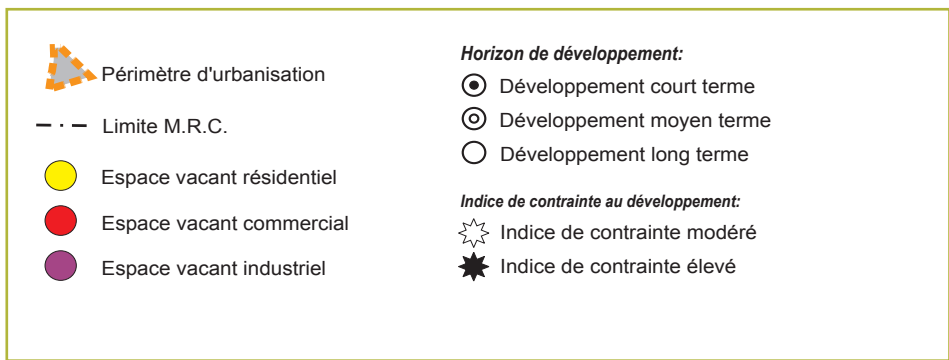 Périmètre d'urbanisation
Limite M.R.C.
Espace vacant résidentiel
Espace vacant commercial
Espace vacant industriel
Horizon de développement:
Développement court terme
Développement moyen terme
Développement long terme
Indice de contrainte au développement:
Indice de contrainte modéré
Indice de contrainte élevé